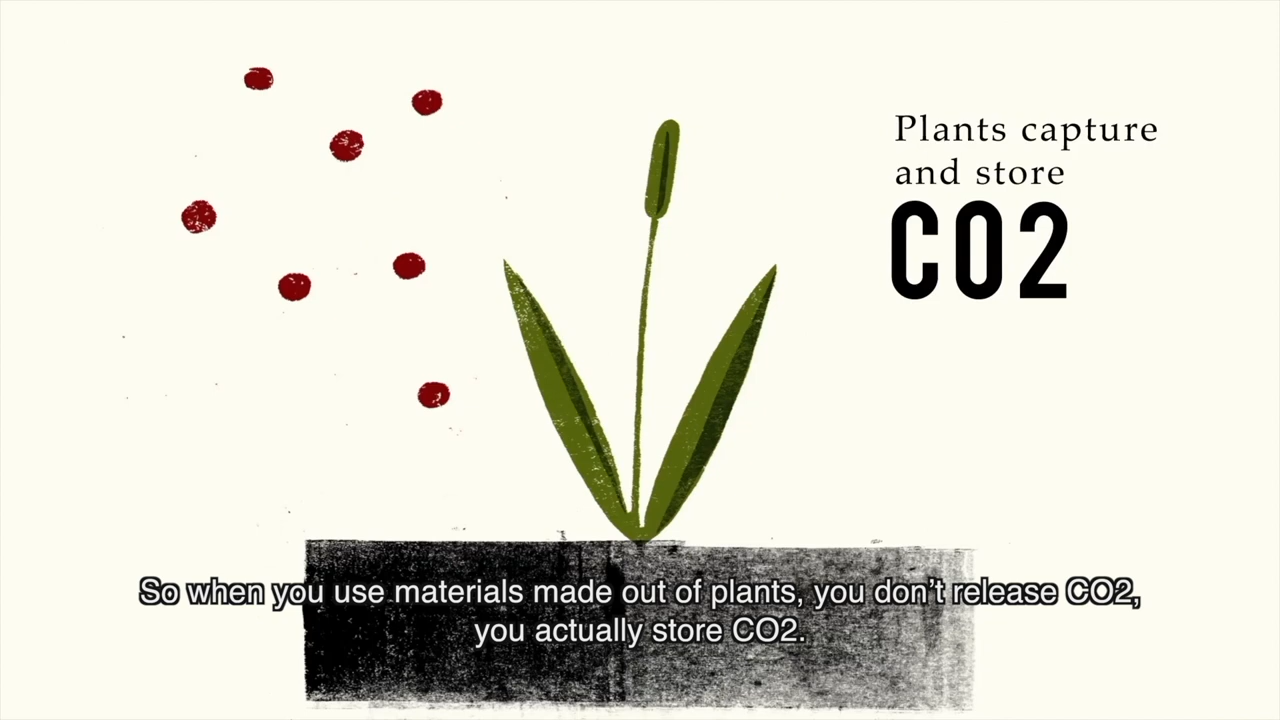 Plants capture
and store
CO2
So when you use materials made out of plants, you don't release CO2,
you actually store CO2.